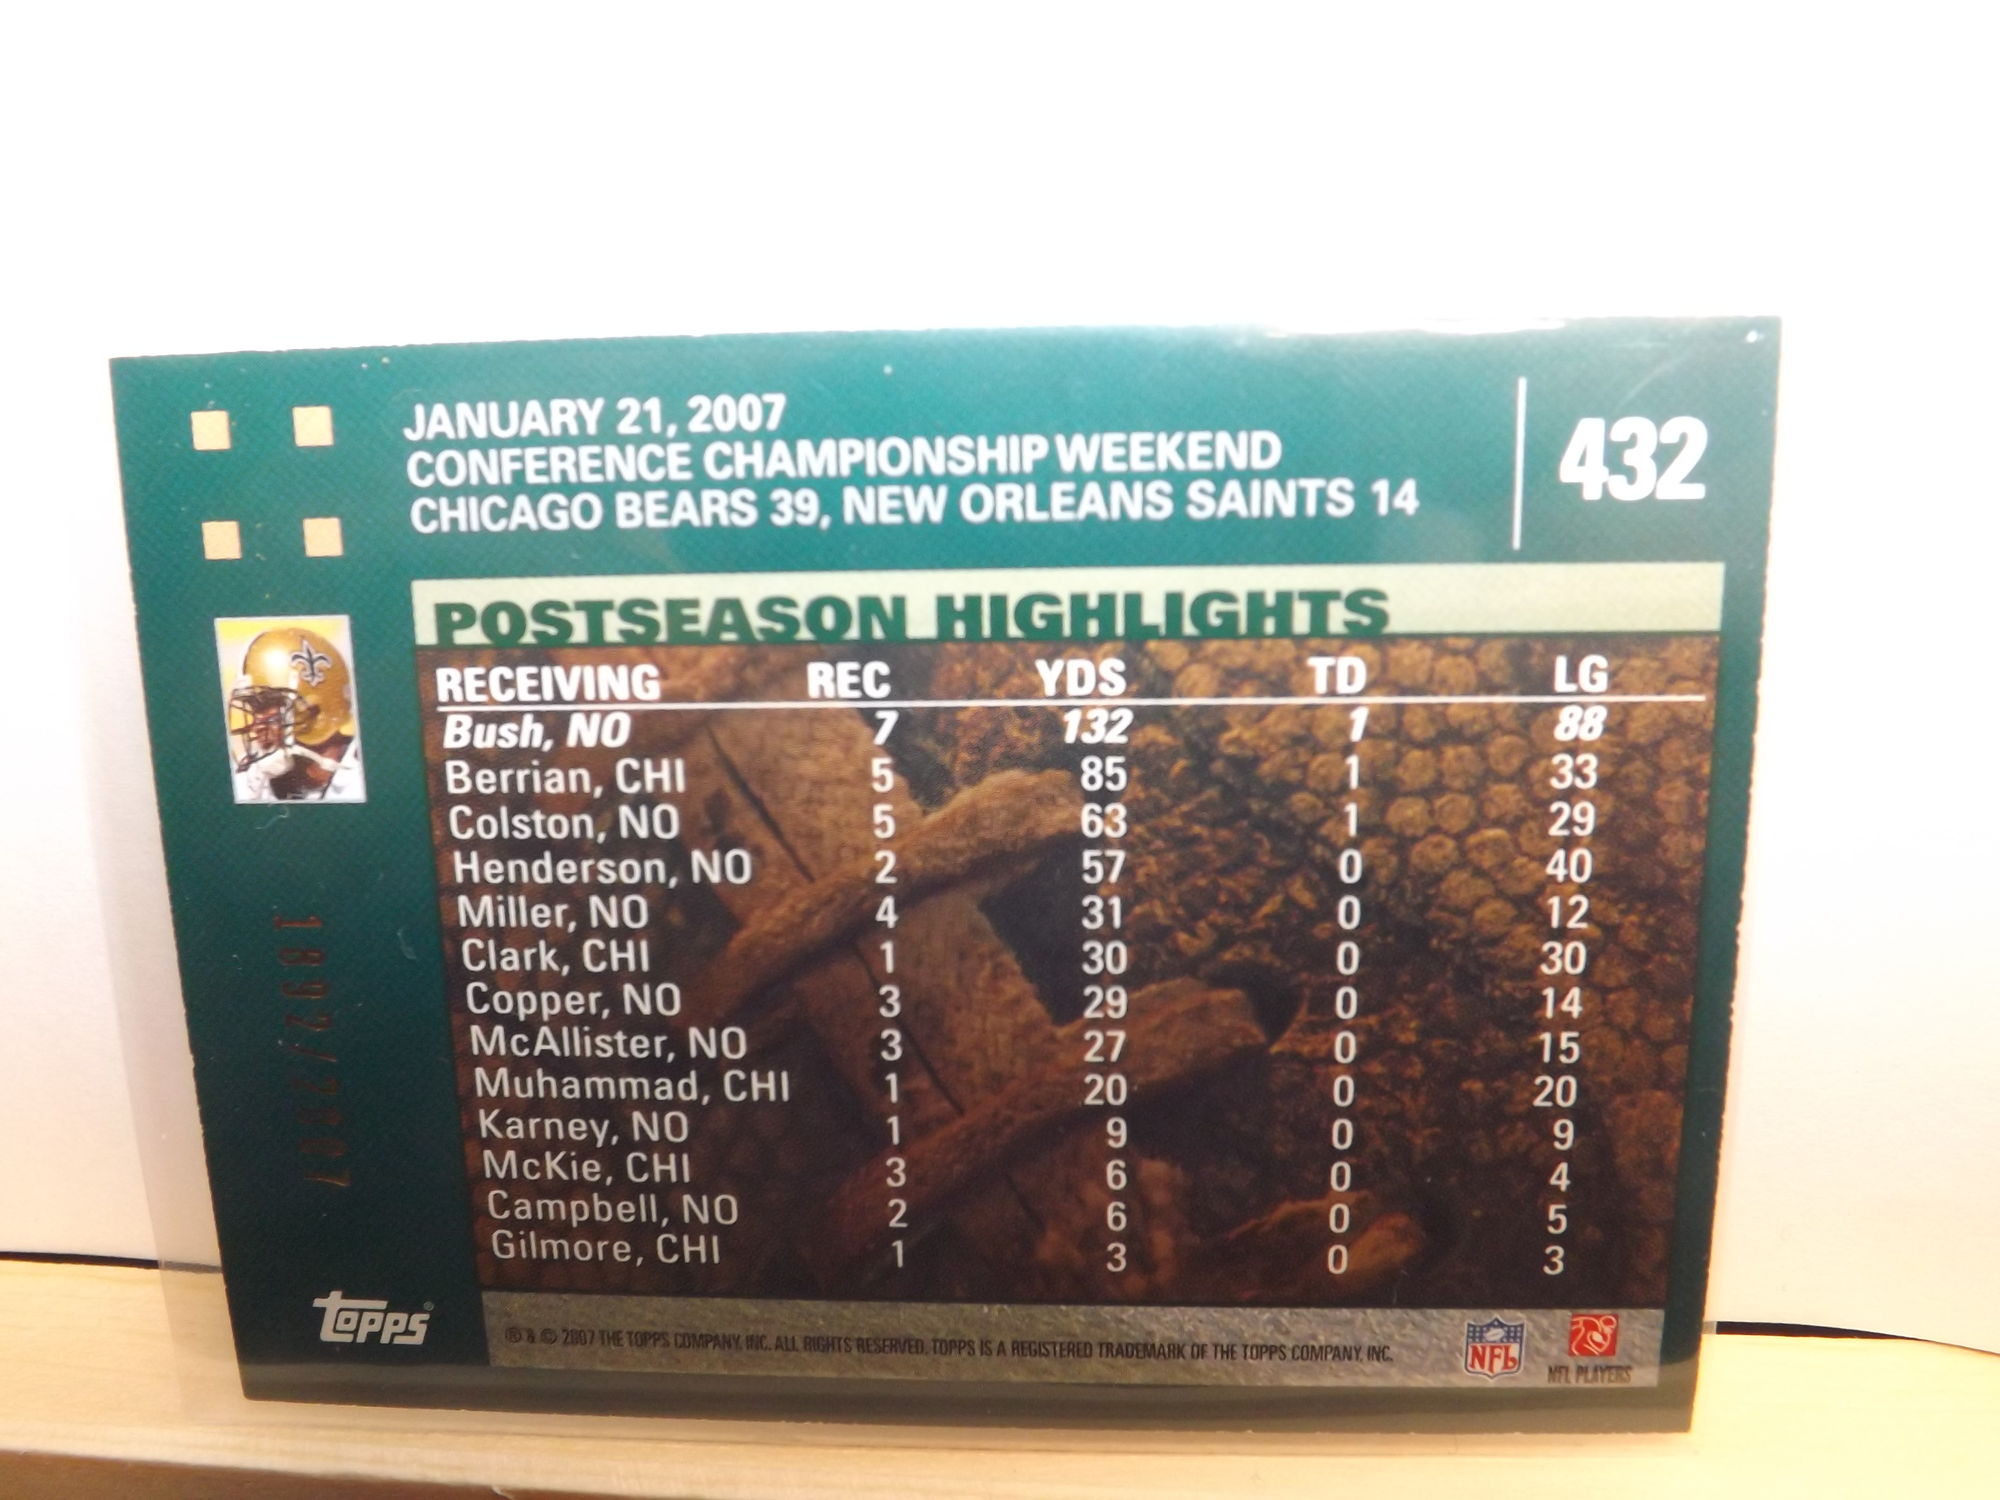 JANUARY 21, 2007
CONFERENCE CHAMPIONSHIP WEEKEND
CHICAGO BEARS 39, NEW ORLEANS SAINTS 14
432
POSTSEASON HIGHLIGHTS
RECEIVING REC YDS TD LG
Bush, NO 7 132 1 88
Berrian, CHI 5 85 1 33
Colston, NO 5 63 1 29
Henderson, NO 2 57 0 40
Miller, NO 4 31 0 12
Clark, CHI 1 30 0 30
Copper, NO 3 29 0 14
McAllister, NO 3 27 0 15
Muhammad, CHI 1 20 0 20
Karney, NO 1 9 0 9
McKie, CHI 3 6 0 4
Campbell, NO 2 6 0 5
Gilmore, CHI 1 3 0 3
1892/2007
topps®
® & © 2007 THE TOPPS COMPANY, INC. ALL RIGHTS RESERVED. TOPPS IS A REGISTERED TRADEMARK OF THE TOPPS COMPANY, INC.
NFL
NFL PLAYERS